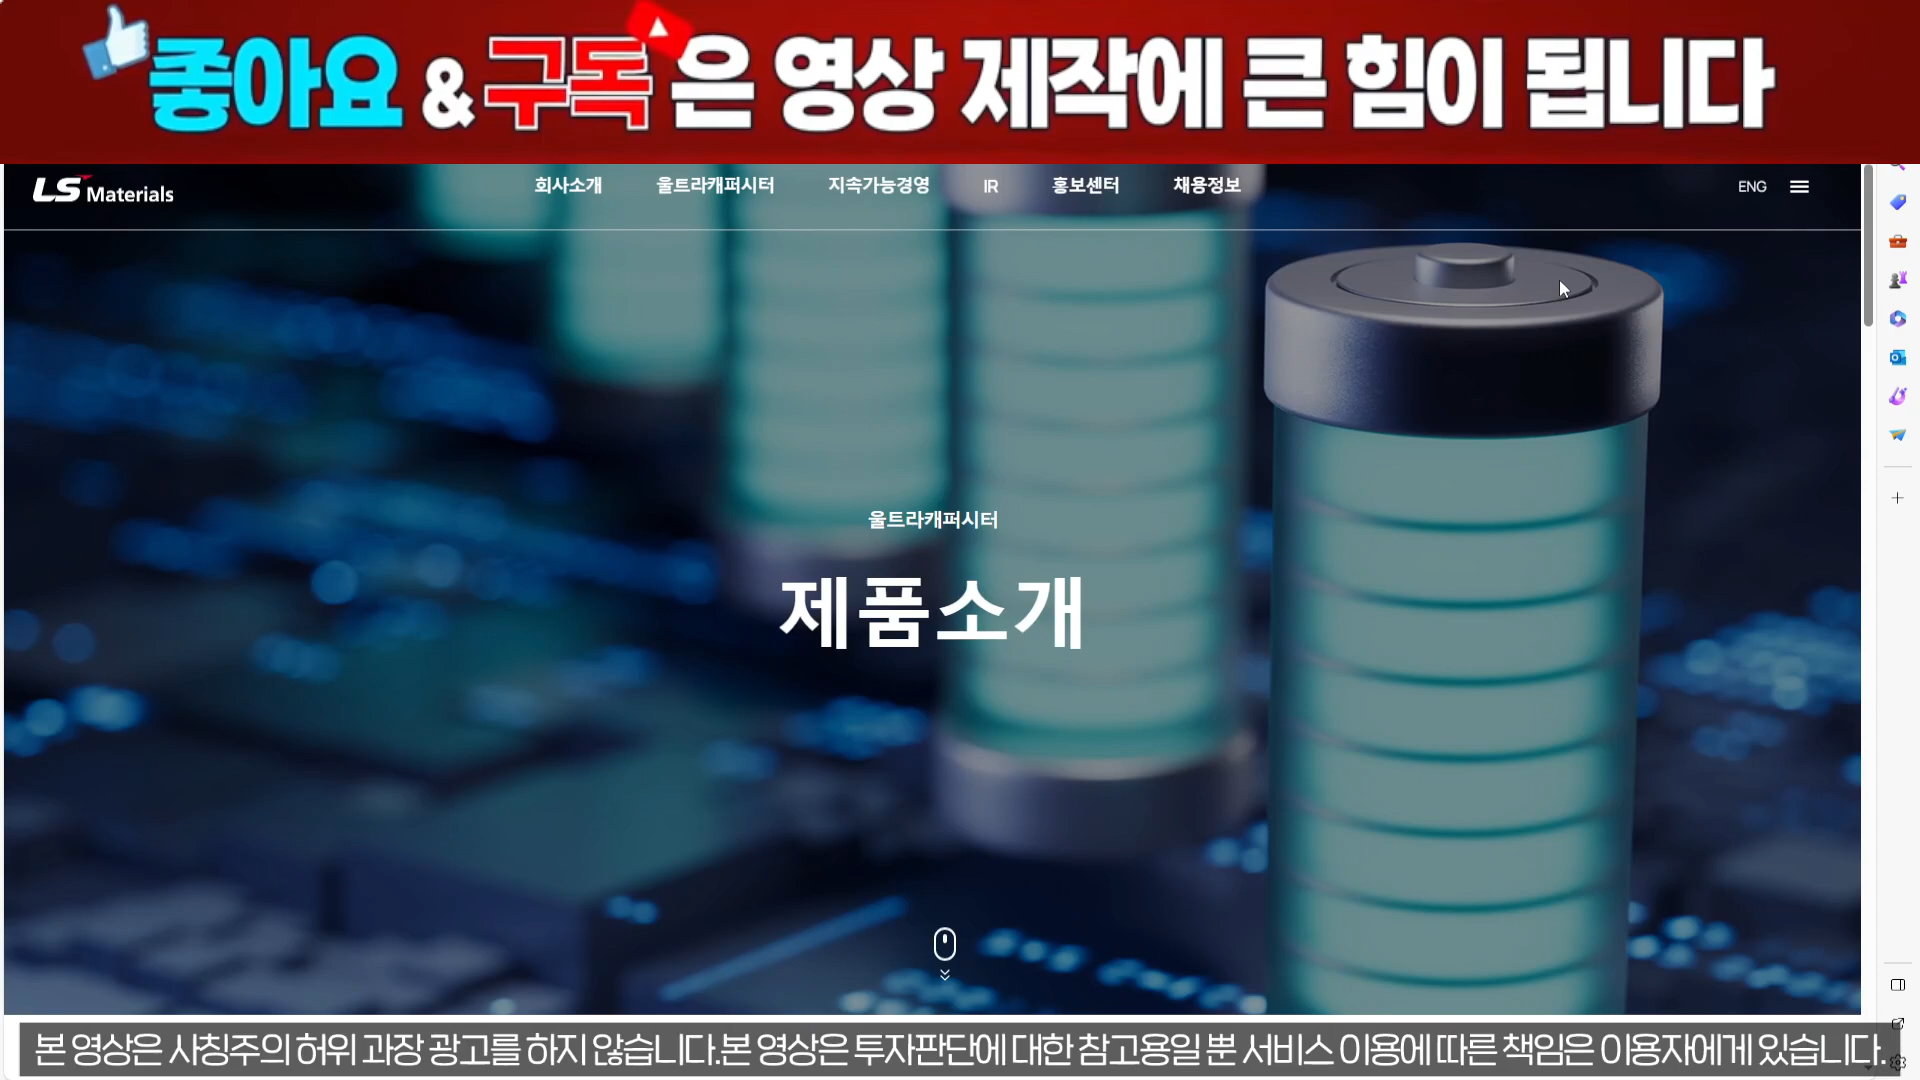 좋아요 & 구독 은 영상 제작에 큰 힘이 됩니다
LS Materials
회사소개 울트라캐퍼시터 지속가능경영 IR 홍보센터 채용정보 ENG
울트라캐퍼시터
제품소개
본 영상은 사칭주의 허위 과장 광고를 하지 않습니다.본 영상은 투자판단에 대한 참고용일 뿐 서비스 이용에 따른 책임은 이용자에게 있습니다.